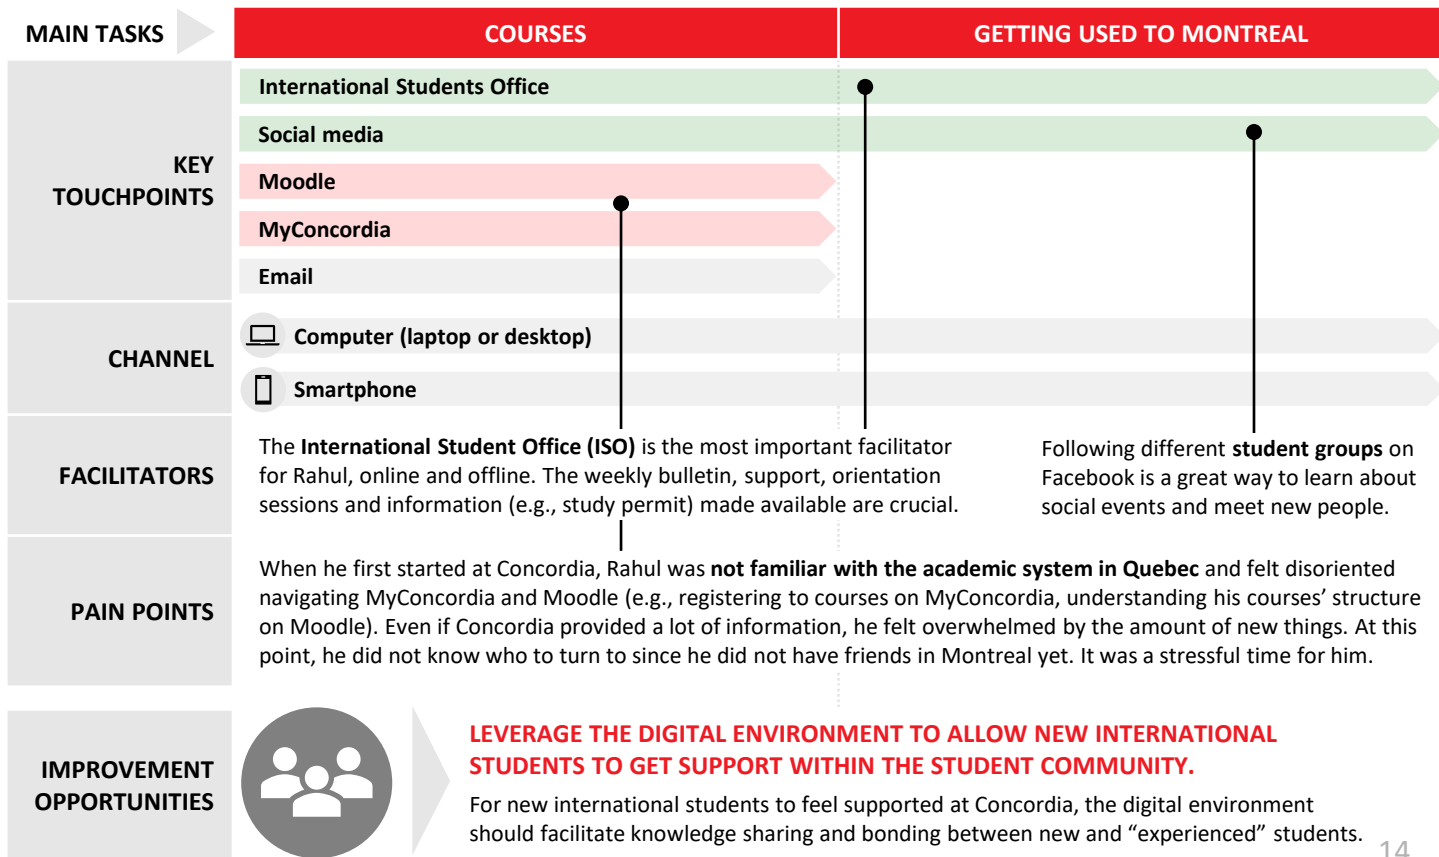 MAIN TASKS
COURSES
GETTING USED TO MONTREAL
KEY
TOUCHPOINTS
International Students Office
Social media
Moodle
MyConcordia
Email
CHANNEL
Computer (laptop or desktop)
Smartphone
FACILITATORS
The International Student Office (ISO) is the most important facilitator
for Rahul, online and offline. The weekly bulletin, support, orientation
sessions and information (e.g., study permit) made available are crucial.
Following different student groups on
Facebook is a great way to learn about
social events and meet new people.
PAIN POINTS
When he first started at Concordia, Rahul was not familiar with the academic system in Quebec and felt disoriented
navigating MyConcordia and Moodle (e.g., registering to courses on MyConcordia, understanding his courses’ structure
on Moodle). Even if Concordia provided a lot of information, he felt overwhelmed by the amount of new things. At this
point, he did not know who to turn to since he did not have friends in Montreal yet. It was a stressful time for him.
IMPROVEMENT
OPPORTUNITIES
LEVERAGE THE DIGITAL ENVIRONMENT TO ALLOW NEW INTERNATIONAL
STUDENTS TO GET SUPPORT WITHIN THE STUDENT COMMUNITY.
For new international students to feel supported at Concordia, the digital environment
should facilitate knowledge sharing and bonding between new and “experienced” students.
14